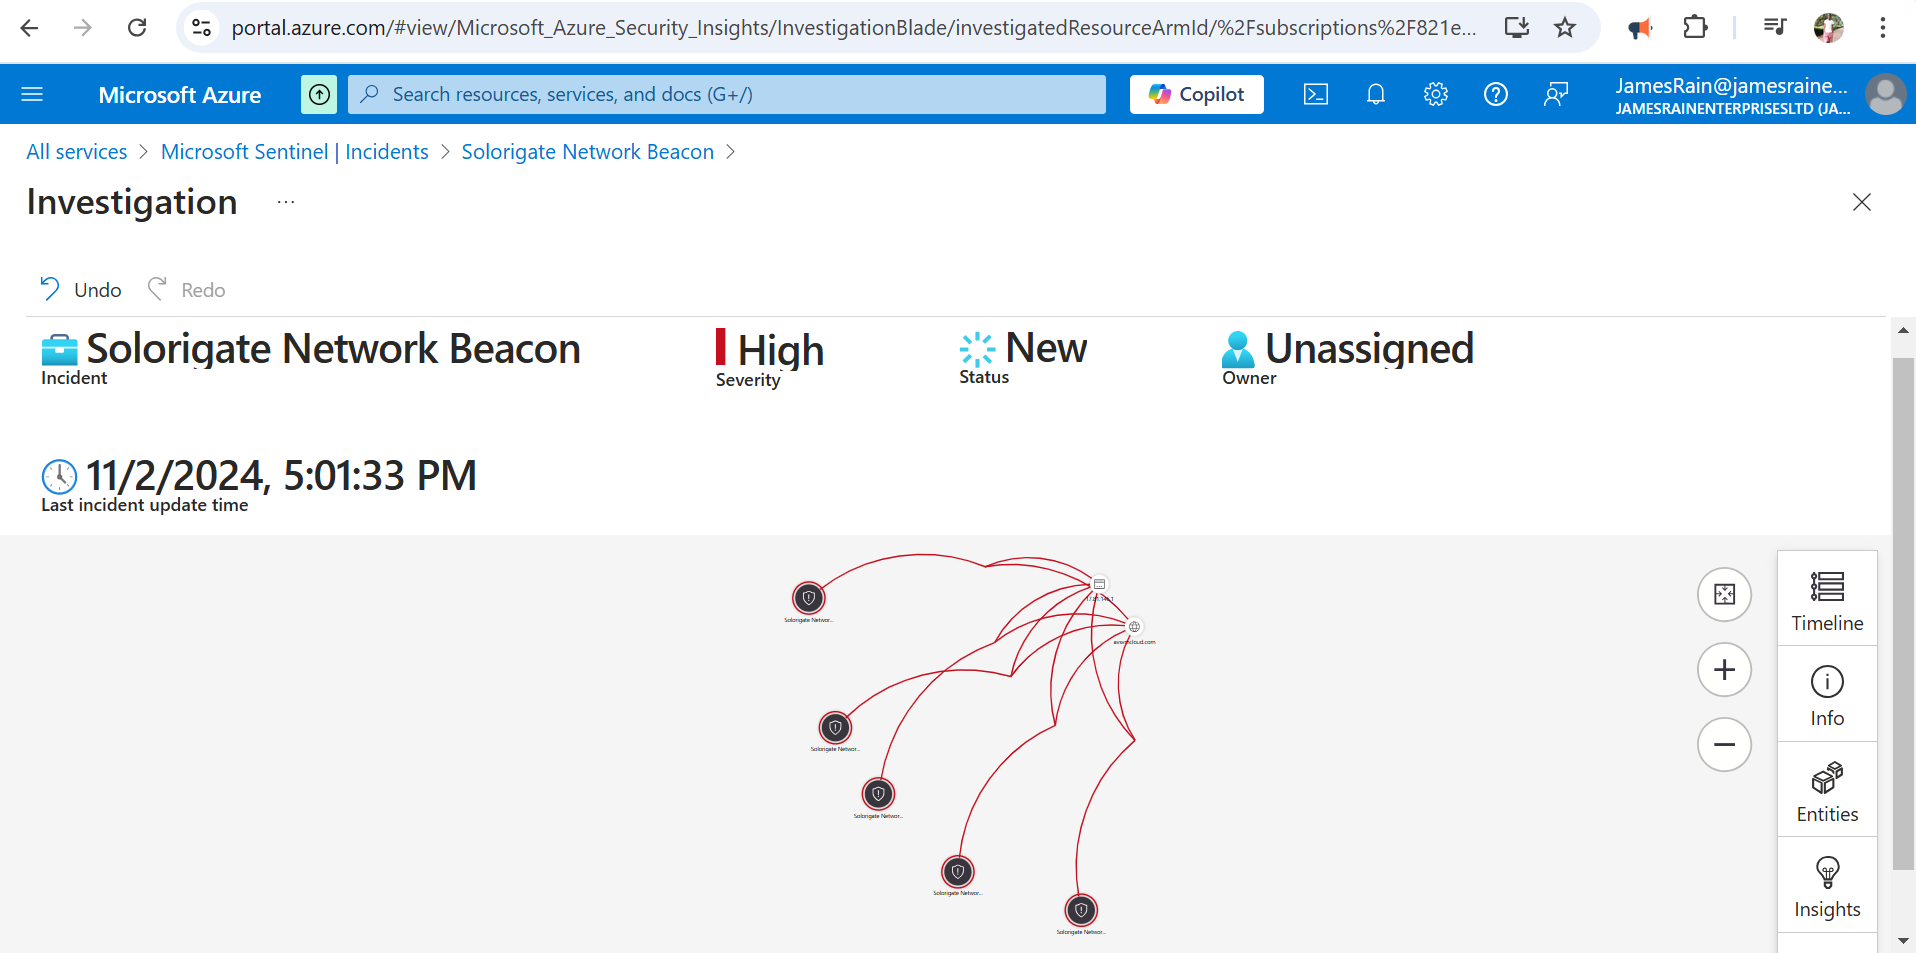 portal.azure.com/#view/Microsoft_Azure_Security_Insights/InvestigationBlade/investigatedResourceArmId/%2Fsubscriptions%2F821e...
Microsoft Azure
Search resources, services, and docs (G+/)
Copilot
JamesRain@jamesraine...
JAMESRAINENTERPRISESLTD (JA...
All services > Microsoft Sentinel | Incidents > Solorigate Network Beacon >
Investigation ...
Undo Redo
Solorigate Network Beacon
Incident
High
Severity
New
Status
Unassigned
Owner
11/2/2024, 5:01:33 PM
Last incident update time
Solorigate Networ...
avsvmcloud.com
Solorigate Networ...
Solorigate Networ...
Solorigate Networ...
Solorigate Networ...
Timeline
Info
Entities
Insights